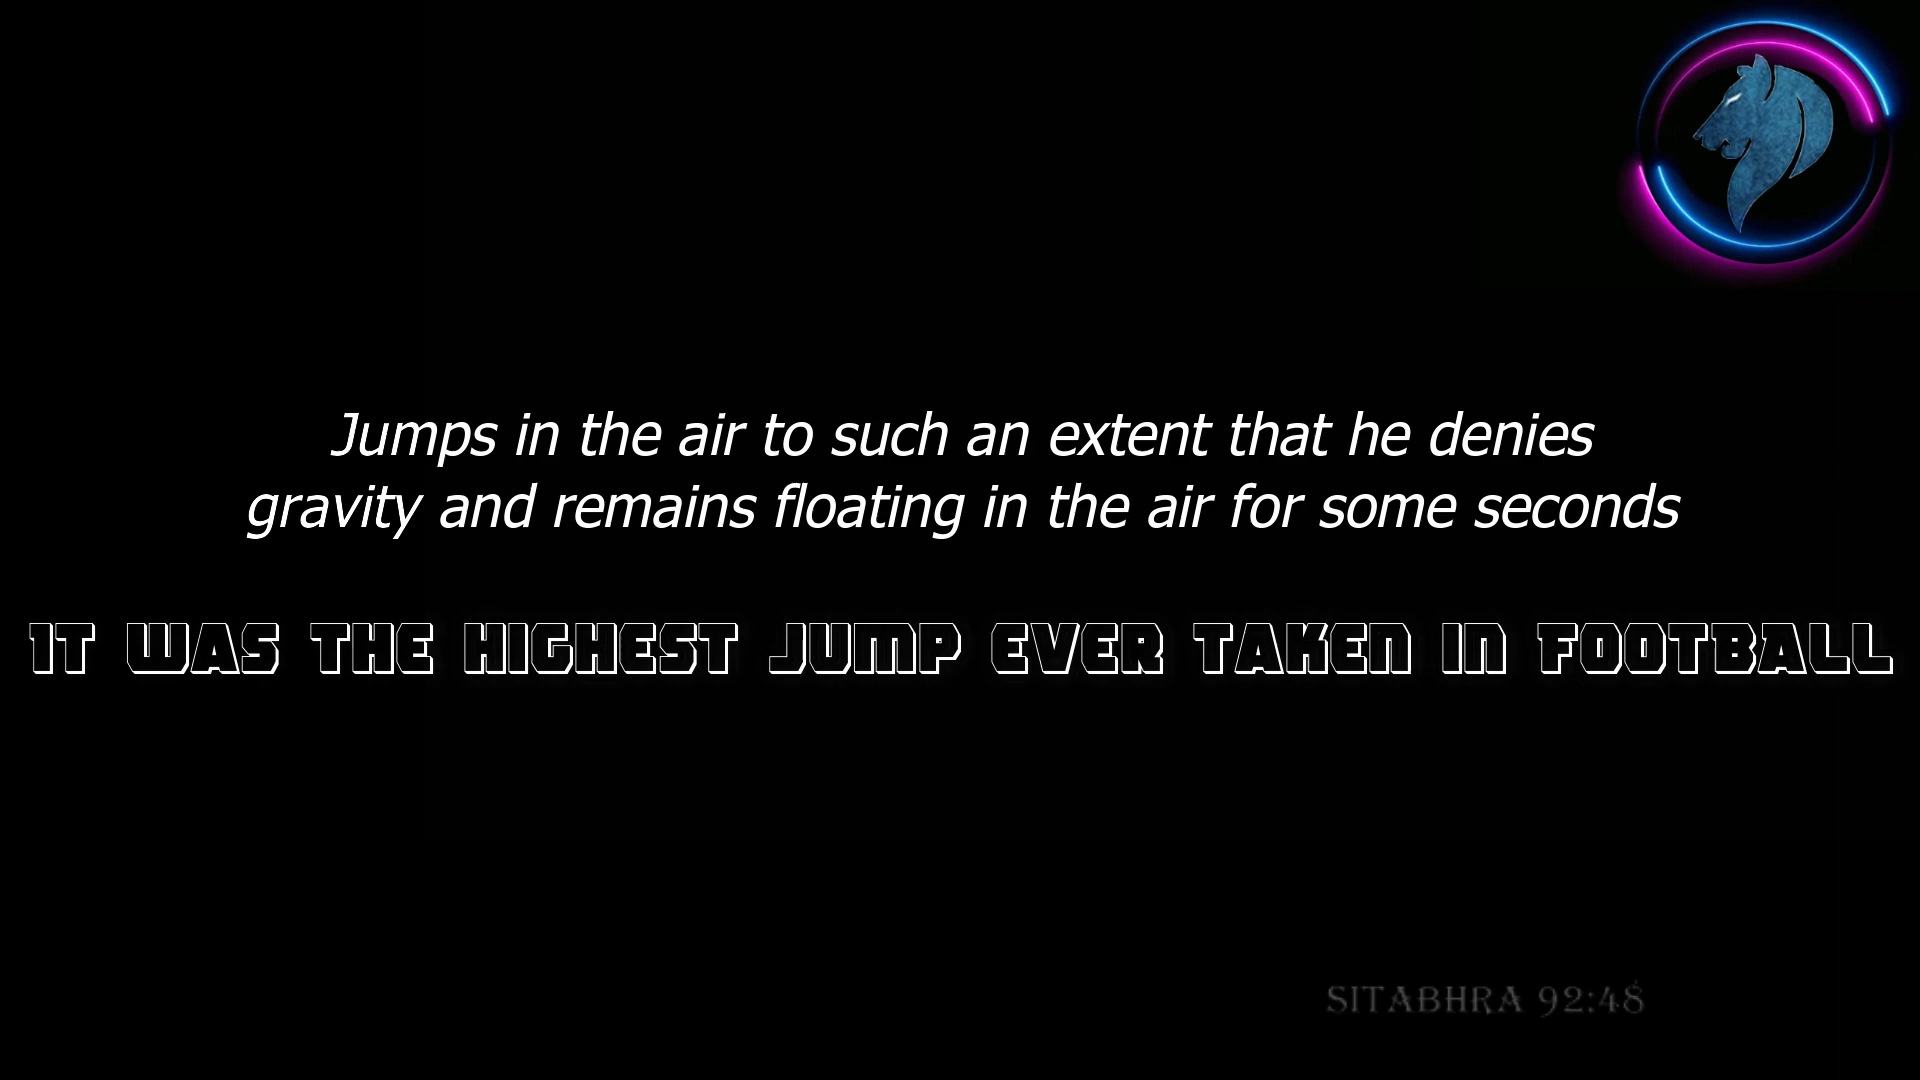 Jumps in the air to such an extent that he denies
gravity and remains floating in the air for some seconds
IT WAS THE HIGHEST JUMP EVER TAKEN IN FOOTBALL
SITABHRA 92:48